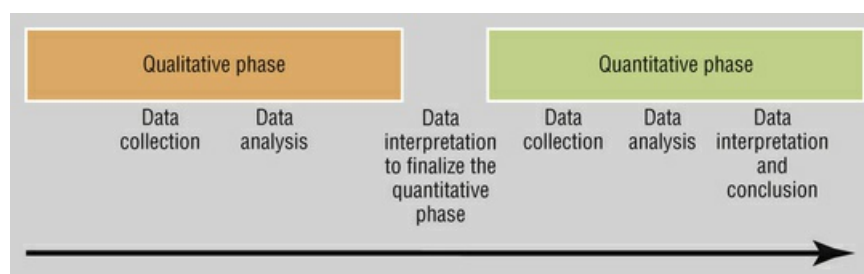 Qualitative phase
Quantitative phase
Data
collection
Data
analysis
Data
interpretation
to finalize the
quantitative
phase
Data
collection
Data
analysis
Data
interpretation
and
conclusion